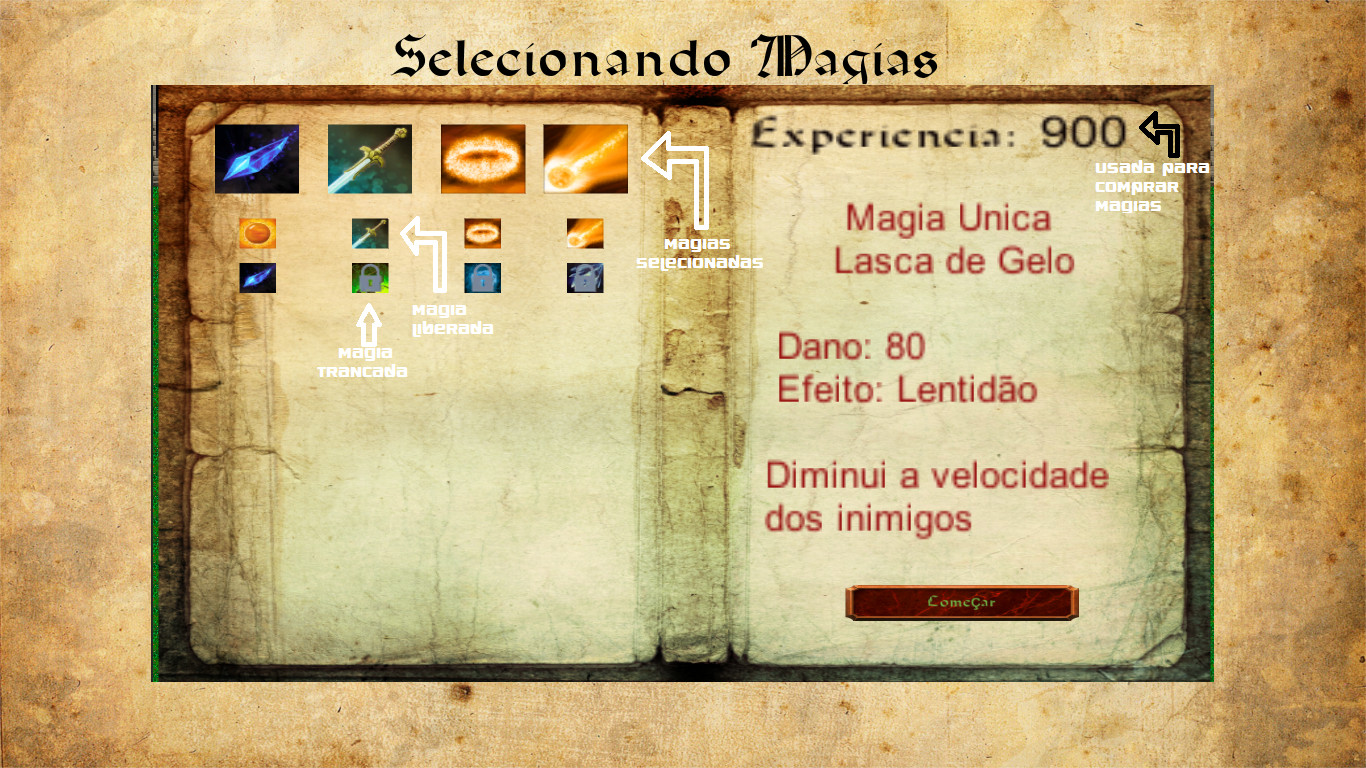 Selecionando Magias
Experiencia: 900
usada para
comprar
magias
magias
selecionadas
magia
liberada
magia
trancada
Magia Unica
Lasca de Gelo
Dano: 80
Efeito: Lentidão
Diminui a velocidade
dos inimigos
Começar